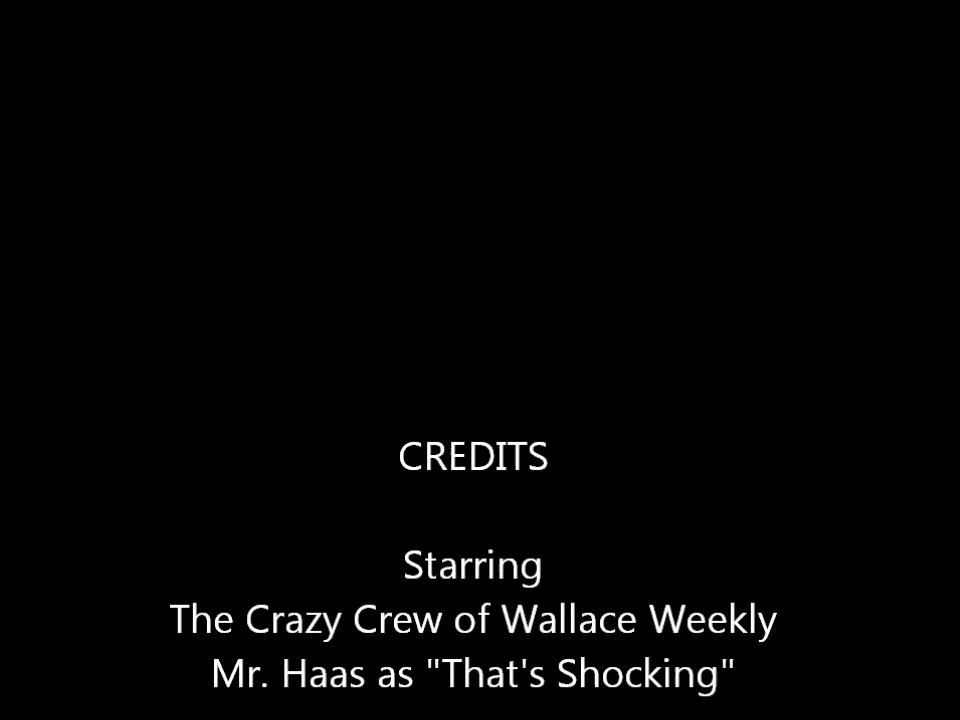 CREDITS
Starring
The Crazy Crew of Wallace Weekly
Mr. Haas as "That's Shocking"